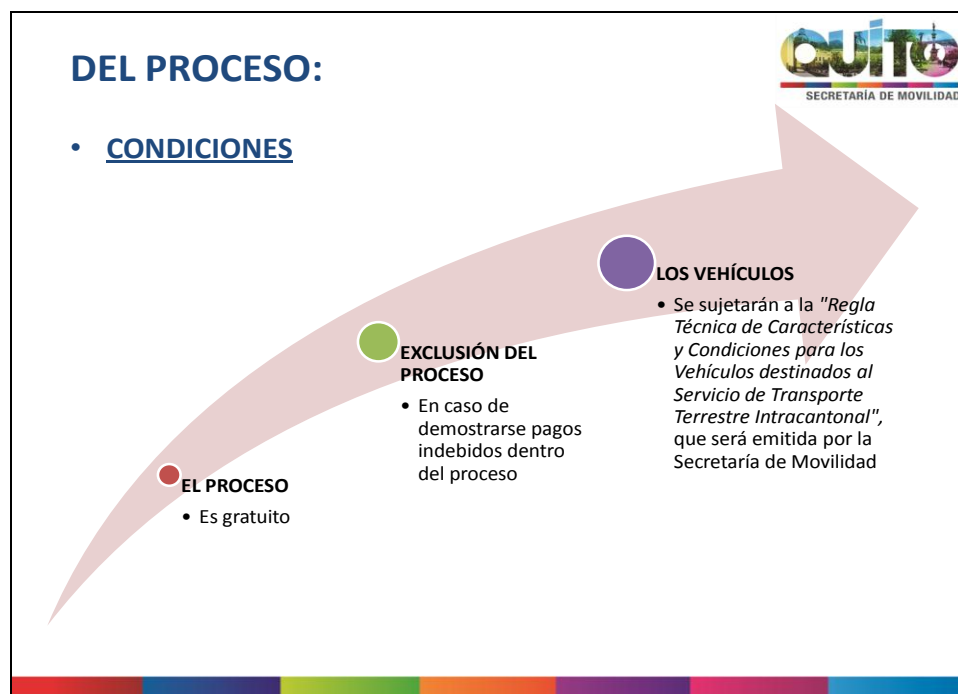 DEL PROCESO:
QUITO
SECRETARÍA DE MOVILIDAD
• CONDICIONES
EL PROCESO
• Es gratuito
EXCLUSIÓN DEL
PROCESO
• En caso de
demostrarse pagos
indebidos dentro
del proceso
LOS VEHÍCULOS
• Se sujetarán a la "Regla
Técnica de Características
y Condiciones para los
Vehículos destinados al
Servicio de Transporte
Terrestre Intracantonal",
que será emitida por la
Secretaría de Movilidad